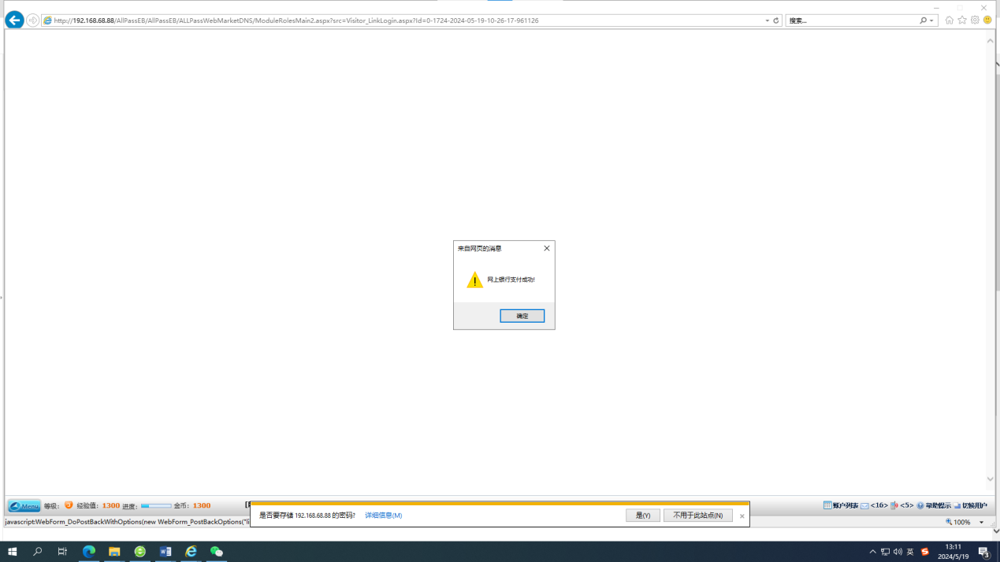 http://192.168.68.88/AllPassEB/AllPassEB/ALLPassWebMarketDNS/ModuleRolesMain2.aspx?src=Visitor_LinkLogin.aspx?Id=0-1724-2024-05-19-10-26-17-961126
搜索...
来自网页的消息
网上银行支付成功!
确定
Menu 等级: 3 经验值: 1300 进度: 金币: 1300
账户列表 <16> <5> 帮助提示 切换用户
是否要存储 192.168.68.88 的密码? 详细信息(M) 是(Y) 不用于此站点(N)
javascript:WebForm_DoPostBackWithOptions(new WebForm_PostBackOptions("li
100%
英
13:11
2024/5/19
3